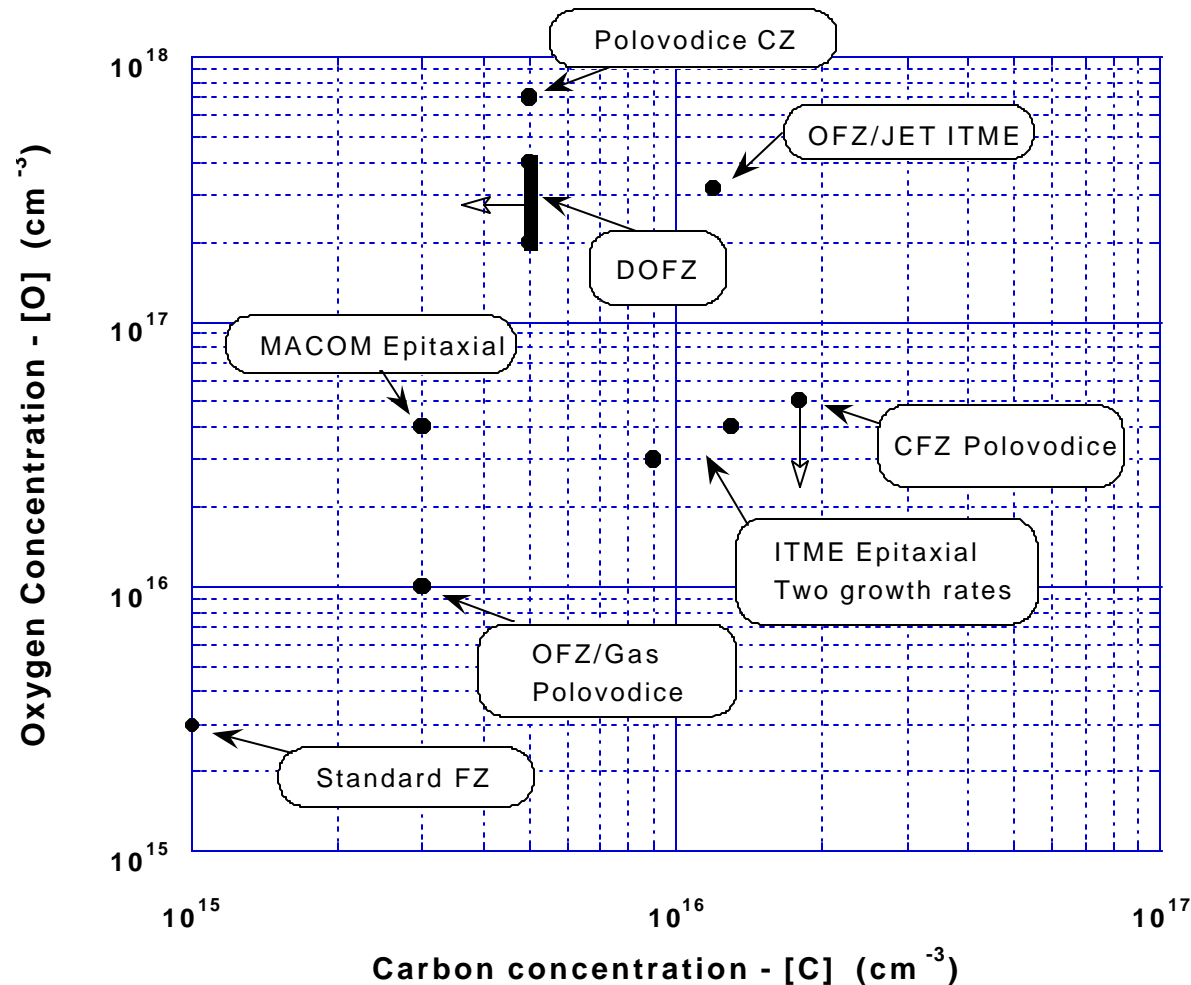 Polovodice CZ
10^18
OFZ/JET ITME
DOFZ
10^17
MACOM Epitaxial
CFZ Polovodice
ITME Epitaxial
Two growth rates
10^16
OFZ/Gas
Polovodice
Standard FZ
10^15
10^15
10^16
10^17
Carbon concentration - [C] (cm^-3)
Oxygen Concentration - [O] (cm^-3)